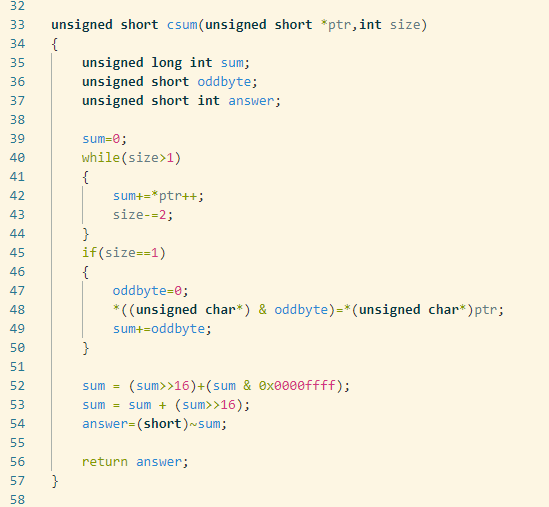 32
33 unsigned short csum(unsigned short *ptr,int size)
34 {
35     unsigned long int sum;
36     unsigned short oddbyte;
37     unsigned short int answer;
38
39     sum=0;
40     while(size>1)
41     {
42         sum+=*ptr++;
43         size-=2;
44     }
45     if(size==1)
46     {
47         oddbyte=0;
48         *((unsigned char*) & oddbyte)=*(unsigned char*)ptr;
49         sum+=oddbyte;
50     }
51
52     sum = (sum>>16)+(sum & 0x0000ffff);
53     sum = sum + (sum>>16);
54     answer=(short)~sum;
55
56     return answer;
57 }
58